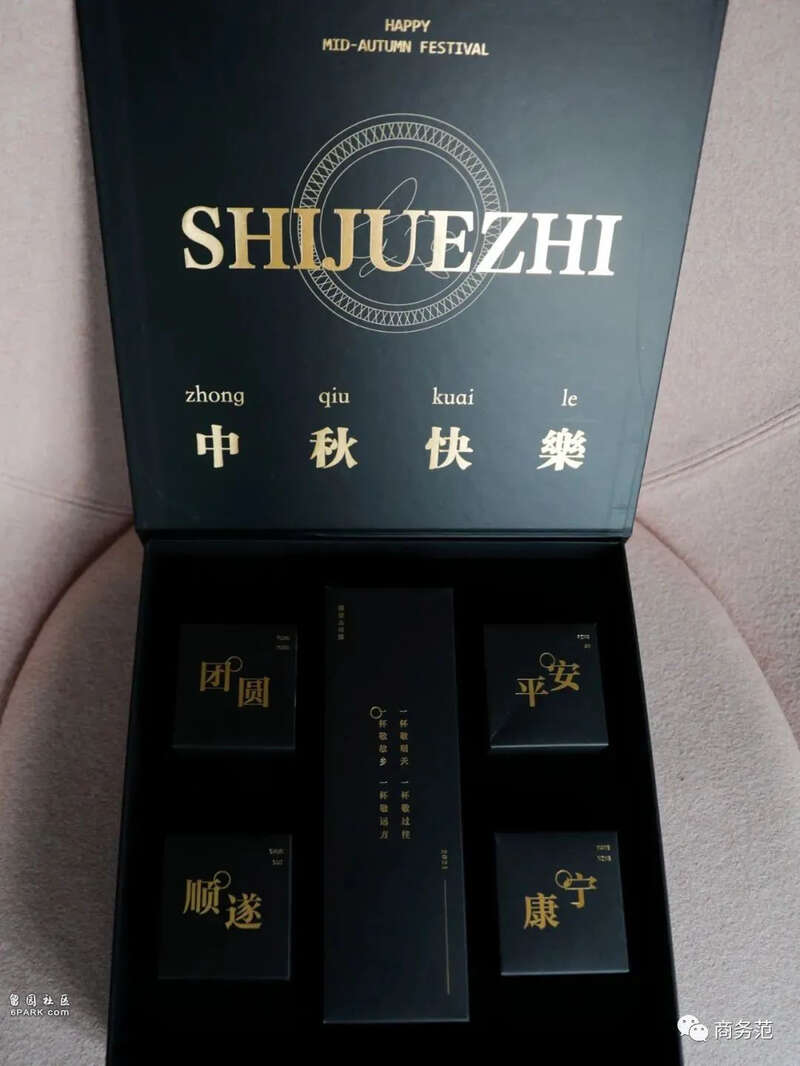 HAPPY
MID-AUTUMN FESTIVAL
SHIJUEZHI
zhong qiu kuai le
中秋快樂
团圆
平安
一杯敬明天 一杯敬过往
一杯敬故乡 一杯敬远方
2021
顺遂
康宁
留园社区
6PARK.com
商务范